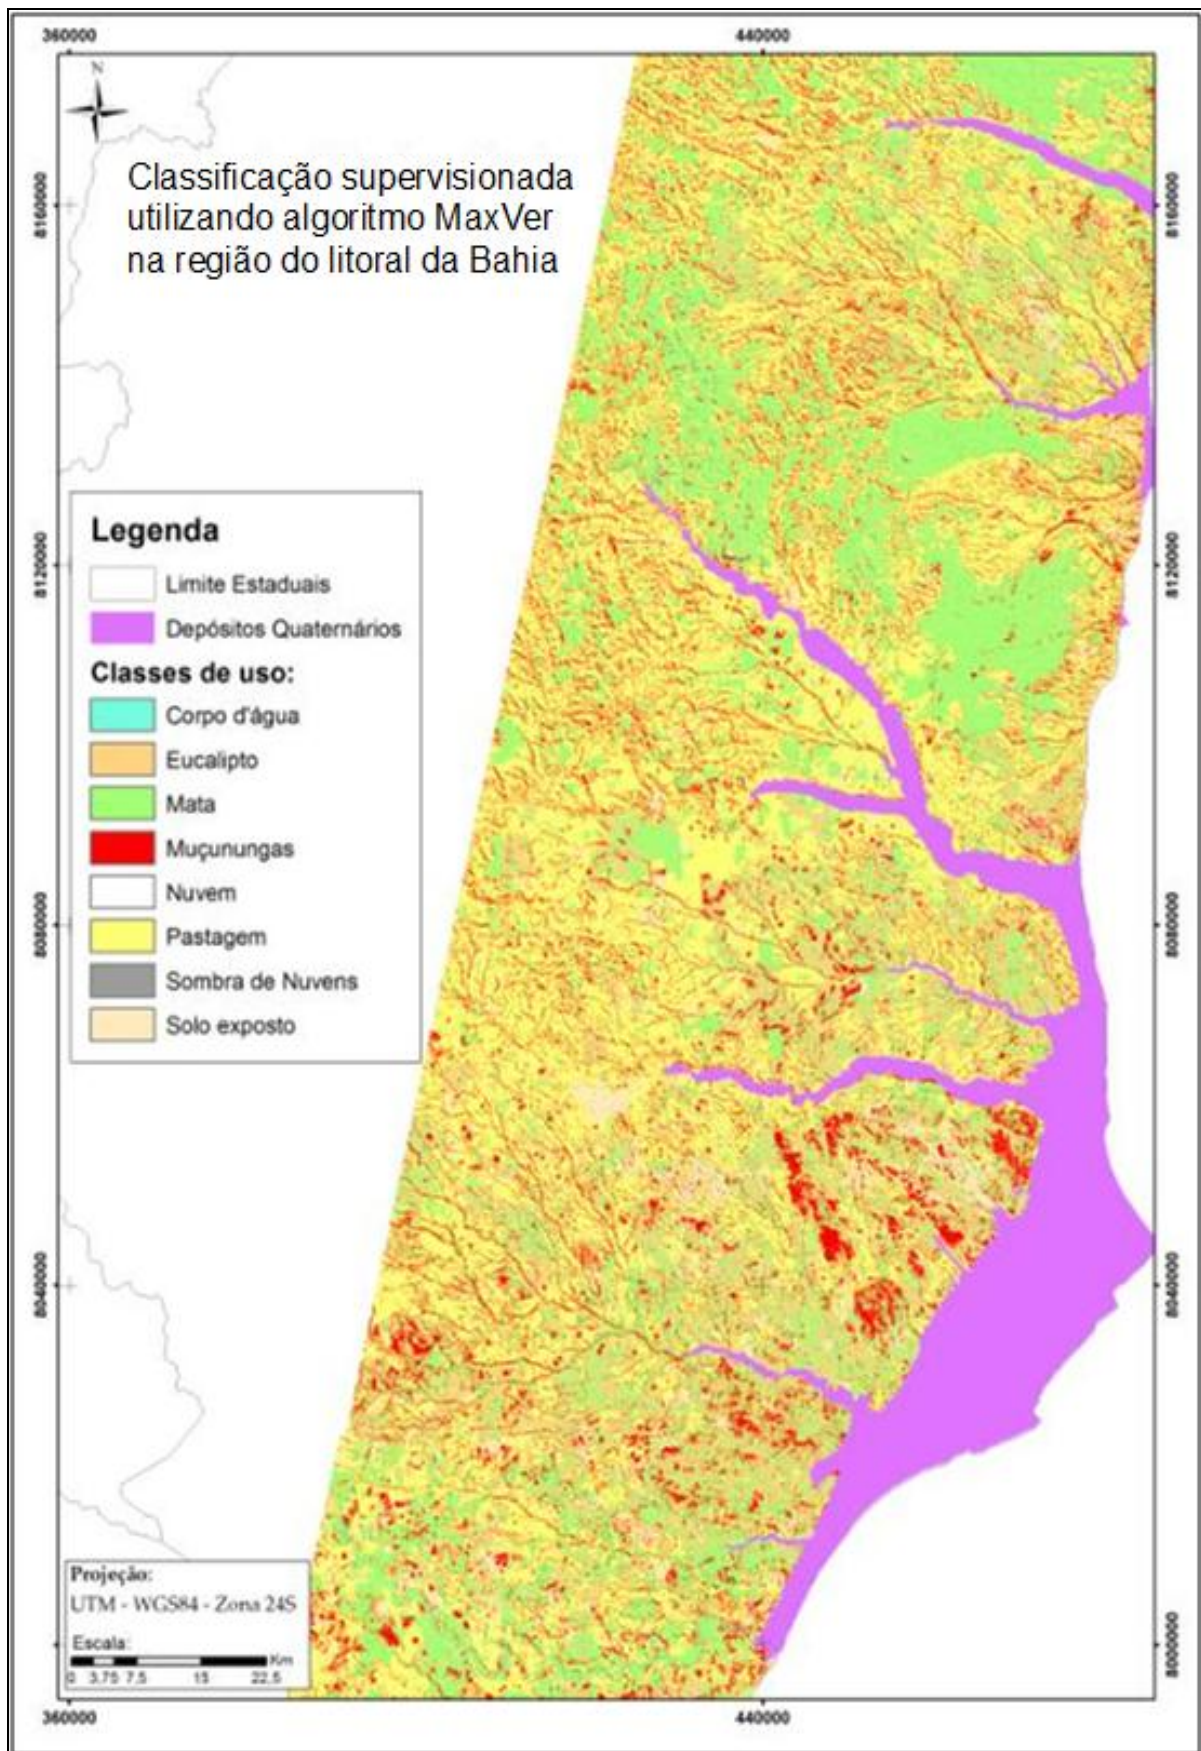 360000
440000
N
Classificação supervisionada
utilizando algoritmo MaxVer
na região do litoral da Bahia
8160000
8160000
Legenda
Limite Estaduais
Depósitos Quaternários
Classes de uso:
Corpo d'água
Eucalipto
Mata
Muçunungas
Nuvem
Pastagem
Sombra de Nuvens
Solo exposto
8120000
8120000
8080000
8080000
8040000
8040000
Projeção:
UTM - WGS84 - Zona 24S
Escala:
Km
0 3,75 7,5 15 22,5
8000000
360000
440000